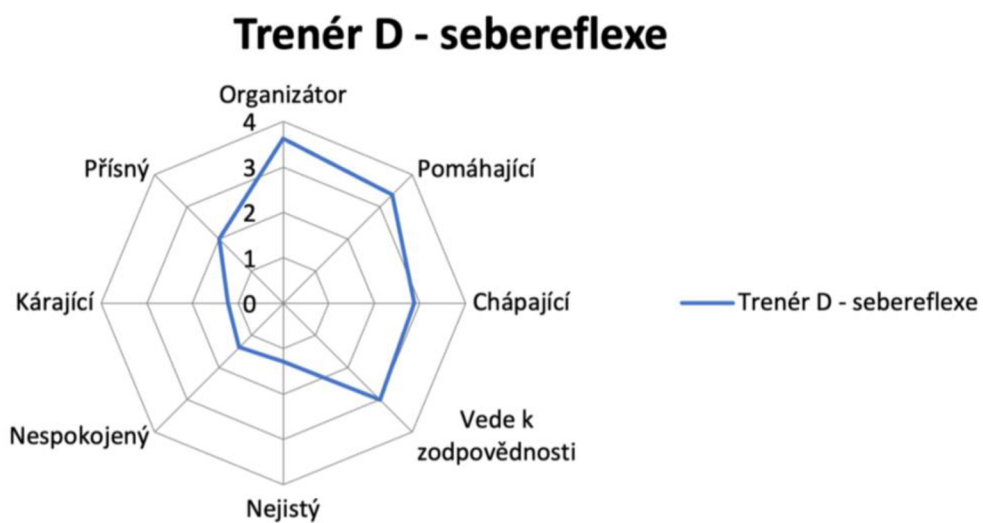 Trenér D - sebereflexe
Organizátor
4
Přísný
3
Pomáhající
2
1
Kárající
0
Chápající
Trenér D - sebereflexe
Nespokojený
Vede k
zodpovědnosti
Nejistý